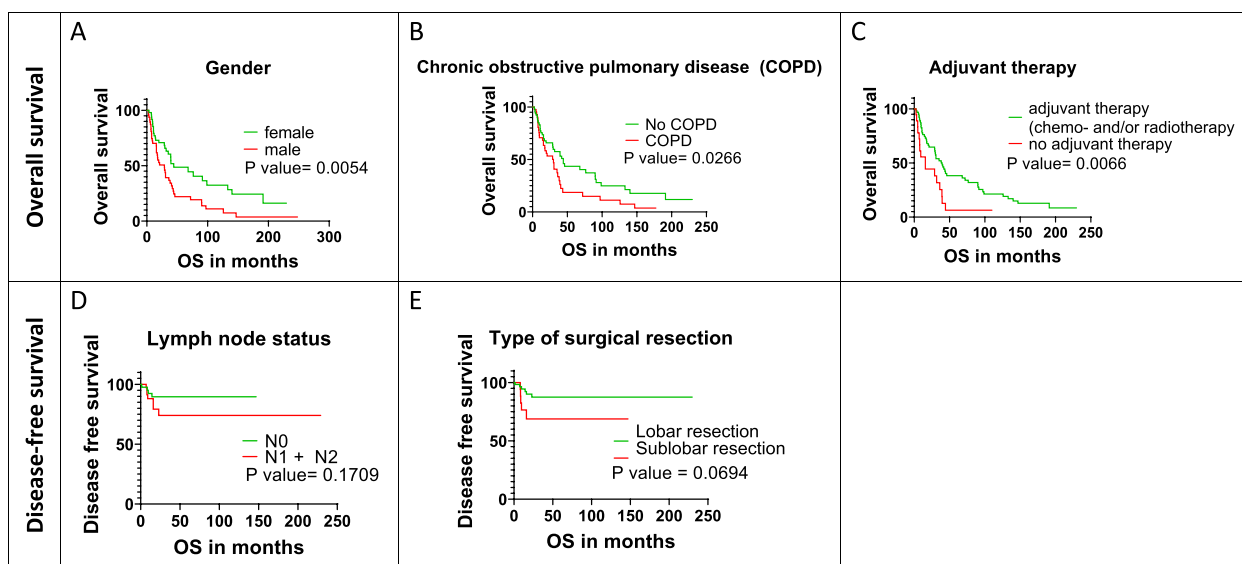 Overall survival
A
Gender
Overall survival
100
50
0
0 100 200 300
OS in months
female
male
P value= 0.0054
B
Chronic obstructive pulmonary disease (COPD)
Overall survival
100
50
0
0 50 100 150 200 250
OS in months
No COPD
COPD
P value= 0.0266
C
Adjuvant therapy
Overall survival
100
50
0
0 50 100 150 200 250
OS in months
adjuvant therapy
(chemo- and/or radiotherapy
no adjuvant therapy
P value= 0.0066
Disease-free survival
D
Lymph node status
Disease free survival
100
50
0
0 50 100 150 200 250
OS in months
N0
N1 + N2
P value= 0.1709
E
Type of surgical resection
Disease free survival
100
50
0
0 50 100 150 200 250
OS in months
Lobar resection
Sublobar resection
P value = 0.0694